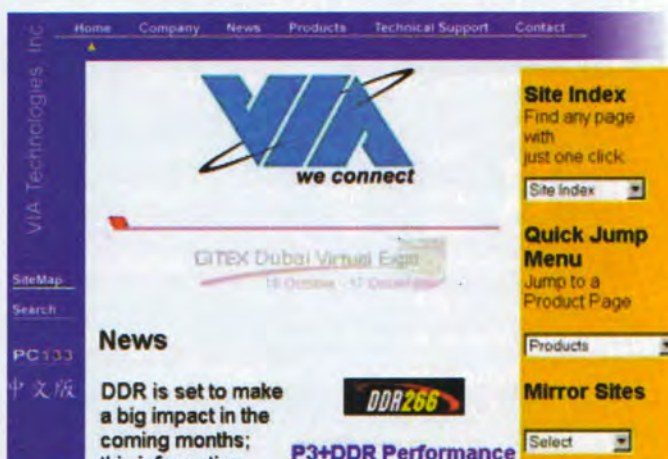 Home Company News Products Technical Support Contact
VIA Technologies Inc
SiteMap
Search
PC133
中文版
VIA
we connect
GITEX Dubai Virtual Expo
News
DDR is set to make
a big impact in the
coming months;
this information
DDR266
P3+DDR Performance
Site Index
Find any page
with
just one click
Site Index
Quick Jump
Menu
Jump to a
Product Page
Products
Mirror Sites
Select